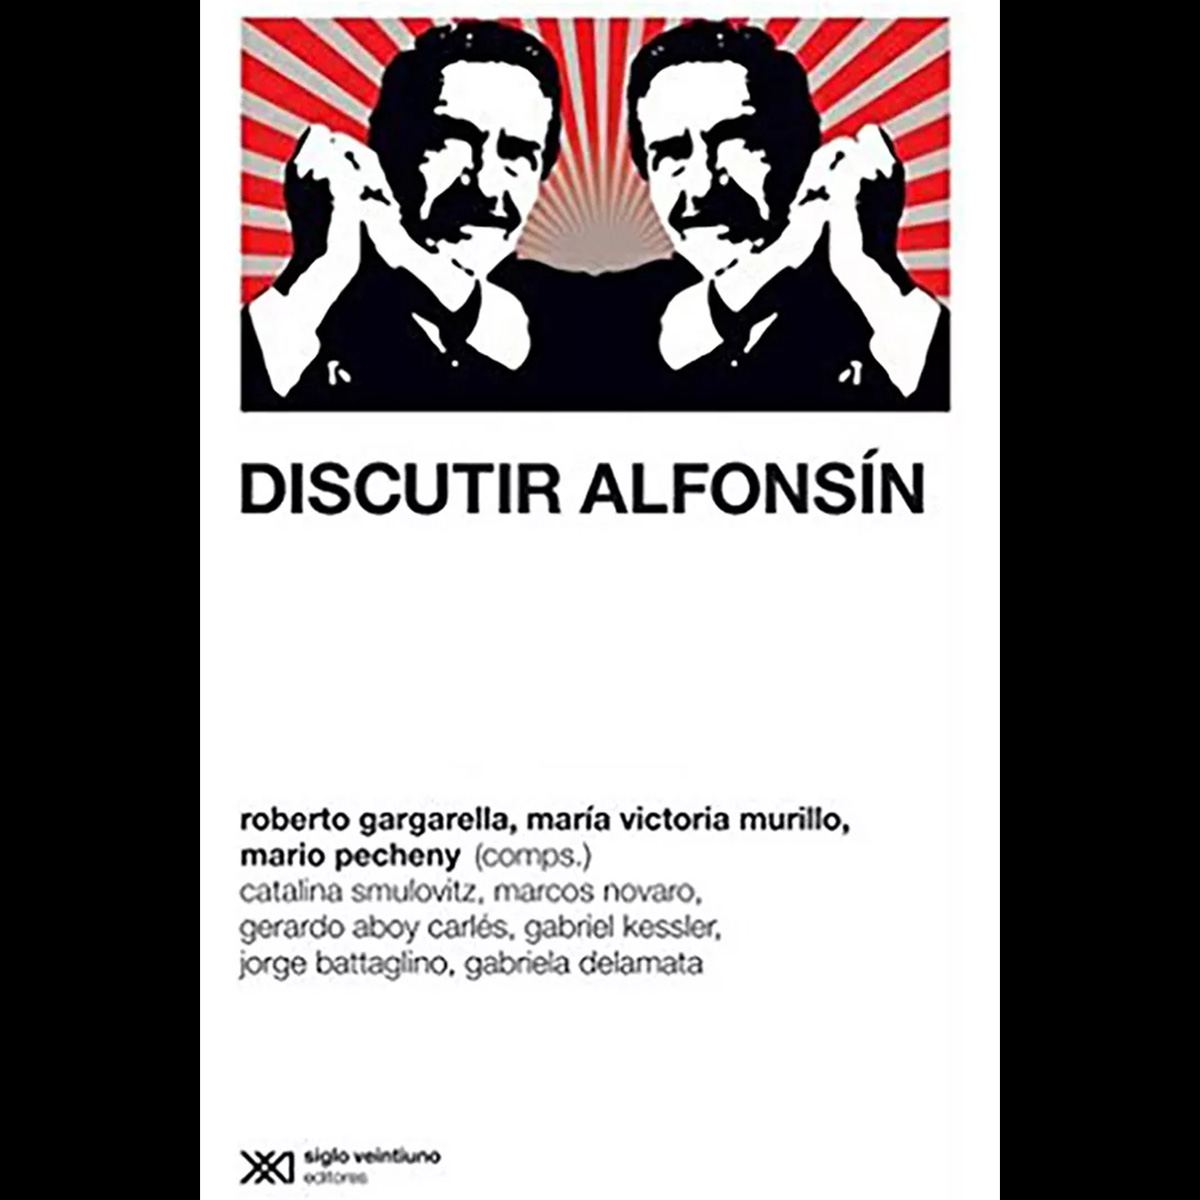 DISCUTIR ALFONSÍN
roberto gargarella, maría victoria murillo,
mario pecheny (comps.)
catalina smulovitz, marcos novaro,
gerardo aboy carlés, gabriel kessler,
jorge battaglino, gabriela delamata
siglo veintiuno
editores